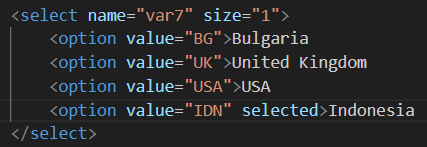 <select name="var7" size="1">
<option value="BG">Bulgaria
<option value="UK">United Kingdom
<option value="USA">USA
<option value="IDN" selected>Indonesia
</select>